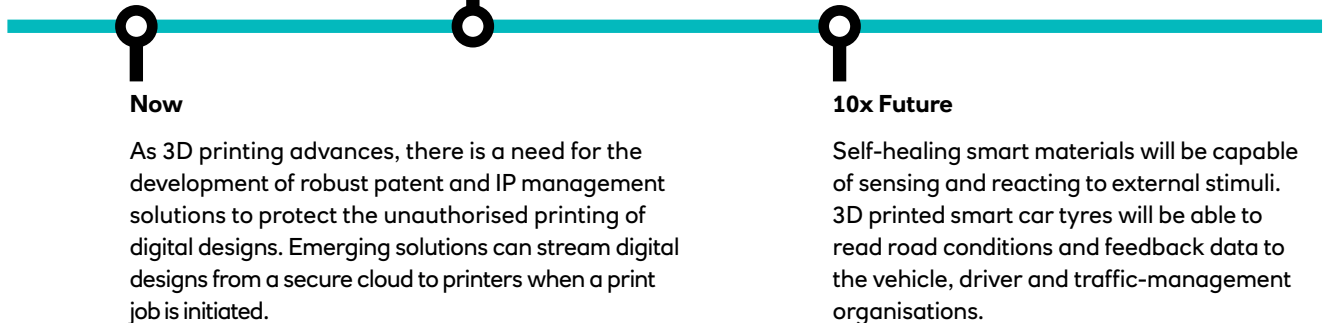 Now
As 3D printing advances, there is a need for the
development of robust patent and IP management
solutions to protect the unauthorised printing of
digital designs. Emerging solutions can stream digital
designs from a secure cloud to printers when a print
job is initiated.
10x Future
Self-healing smart materials will be capable
of sensing and reacting to external stimuli.
3D printed smart car tyres will be able to
read road conditions and feedback data to
the vehicle, driver and traffic-management
organisations.